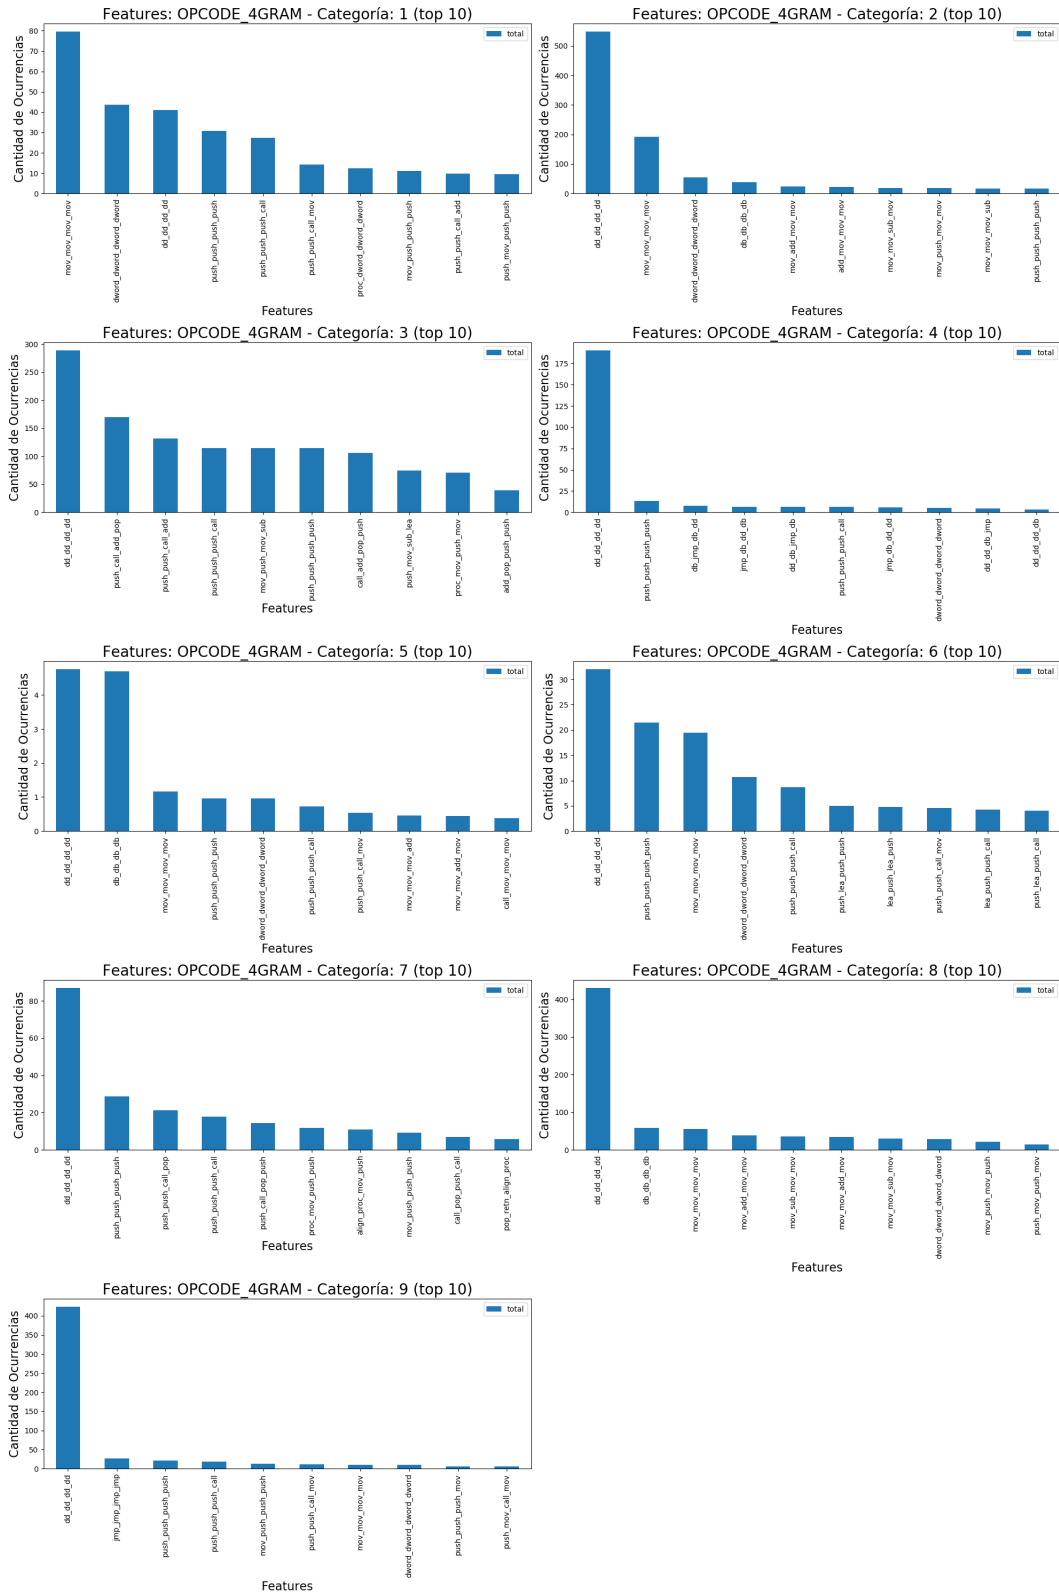 Features: OPCODE_4GRAM - Categoría: 1 (top 10)
total
Cantidad de Ocurrencias
80
70
60
50
40
30
20
10
0
mov_mov_mov_mov
dword_dword_dword_dword
dd_dd_dd_dd
push_push_push_push
push_push_push_call
push_push_call_mov
proc_dword_dword_dword
mov_push_push_push
push_push_call_add
push_mov_push_push
Features
Features: OPCODE_4GRAM - Categoría: 2 (top 10)
total
Cantidad de Ocurrencias
500
400
300
200
100
0
dd_dd_dd_dd
mov_mov_mov_mov
dword_dword_dword_dword
db_db_db_db
mov_add_mov_mov
add_mov_mov_mov
mov_mov_sub_mov
mov_push_mov_mov
mov_mov_mov_sub
push_push_push_push
Features
Features: OPCODE_4GRAM - Categoría: 3 (top 10)
total
Cantidad de Ocurrencias
300
250
200
150
100
50
0
dd_dd_dd_dd
push_call_add_pop
push_push_call_add
push_push_push_call
mov_push_mov_sub
push_push_push_push
call_add_pop_push
push_mov_sub_lea
proc_mov_push_mov
add_pop_push_push
Features
Features: OPCODE_4GRAM - Categoría: 4 (top 10)
total
Cantidad de Ocurrencias
175
150
125
100
75
50
25
0
dd_dd_dd_dd
push_push_push_push
db_jmp_db_dd
jmp_db_dd_db
dd_db_jmp_db
push_push_push_call
jmp_db_dd_dd
dword_dword_dword_dword
dd_dd_db_jmp
dd_dd_dd_db
Features
Features: OPCODE_4GRAM - Categoría: 5 (top 10)
total
Cantidad de Ocurrencias
4
3
2
1
0
dd_dd_dd_dd
db_db_db_db
mov_mov_mov_mov
push_push_push_push
dword_dword_dword_dword
push_push_push_call
push_push_call_mov
mov_mov_mov_add
mov_mov_add_mov
call_mov_mov_mov
Features
Features: OPCODE_4GRAM - Categoría: 6 (top 10)
total
Cantidad de Ocurrencias
30
25
20
15
10
5
0
dd_dd_dd_dd
push_push_push_push
mov_mov_mov_mov
dword_dword_dword_dword
push_push_push_call
push_lea_push_push
lea_push_lea_push
push_push_call_mov
lea_push_push_call
push_lea_push_call
Features
Features: OPCODE_4GRAM - Categoría: 7 (top 10)
total
Cantidad de Ocurrencias
80
60
40
20
0
dd_dd_dd_dd
push_push_push_push
push_push_call_pop
push_push_push_call
push_call_pop_push
proc_mov_push_push
align_proc_mov_push
mov_push_push_push
call_pop_push_call
pop_retn_align_proc
Features
Features: OPCODE_4GRAM - Categoría: 8 (top 10)
total
Cantidad de Ocurrencias
400
300
200
100
0
dd_dd_dd_dd
db_db_db_db
mov_mov_mov_mov
mov_add_mov_mov
mov_sub_mov_mov
mov_mov_add_mov
mov_mov_sub_mov
dword_dword_dword_dword
mov_push_mov_push
push_mov_push_mov
Features
Features: OPCODE_4GRAM - Categoría: 9 (top 10)
total
Cantidad de Ocurrencias
400
350
300
250
200
150
100
50
0
dd_dd_dd_dd
jmp_jmp_jmp_jmp
push_push_push_push
push_push_push_call
mov_push_push_push
push_push_call_mov
mov_mov_mov_mov
dword_dword_dword_dword
push_push_push_mov
push_mov_call_mov
Features